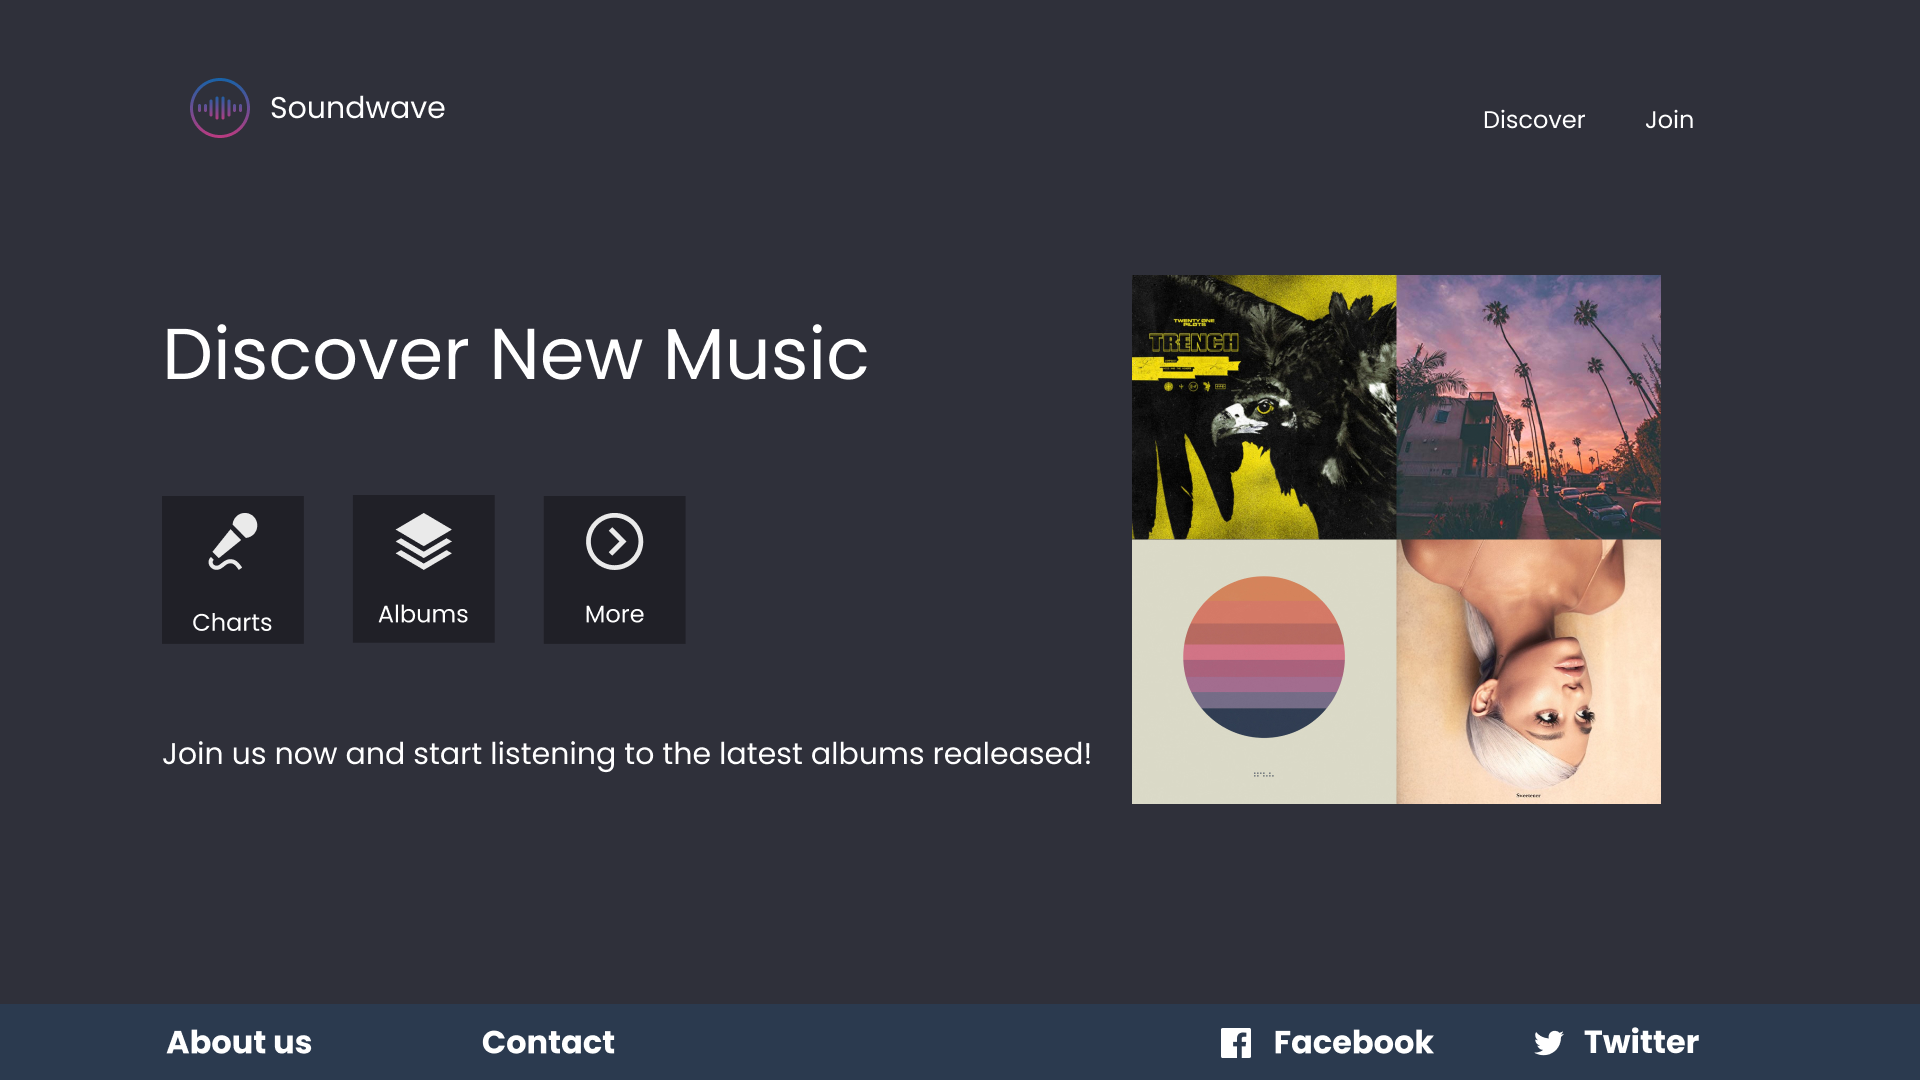 Soundwave
Discover
Join
Discover New Music
TWENTY ONE
PILOTS
TRENCH
Charts
Albums
More
Join us now and start listening to the latest albums realeased!
Sweetener
About us
Contact
Facebook
Twitter